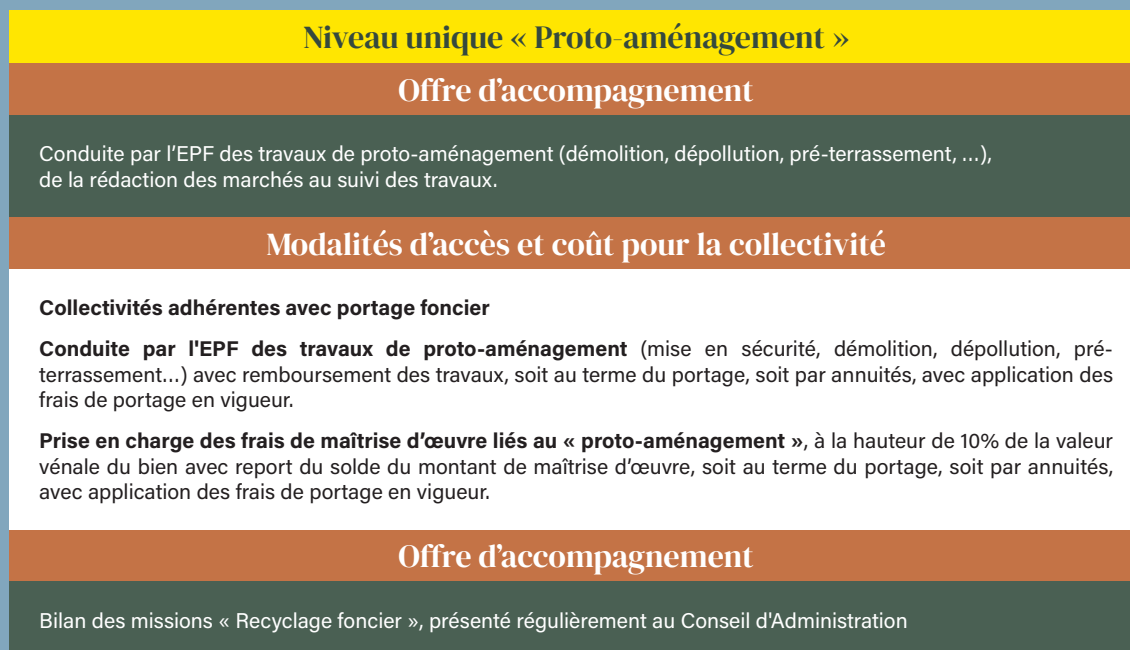 Niveau unique « Proto-aménagement »
Offre d’accompagnement
Conduite par l’EPF des travaux de proto-aménagement (démolition, dépollution, pré-terrassement, ...),
de la rédaction des marchés au suivi des travaux.
Modalités d’accès et coût pour la collectivité
Collectivités adhérentes avec portage foncier
Conduite par l'EPF des travaux de proto-aménagement (mise en sécurité, démolition, dépollution, pré-
terrassement...) avec remboursement des travaux, soit au terme du portage, soit par annuités, avec application des
frais de portage en vigueur.
Prise en charge des frais de maîtrise d’œuvre liés au « proto-aménagement », à la hauteur de 10% de la valeur
vénale du bien avec report du solde du montant de maîtrise d’œuvre, soit au terme du portage, soit par annuités,
avec application des frais de portage en vigueur.
Offre d’accompagnement
Bilan des missions « Recyclage foncier », présenté régulièrement au Conseil d'Administration